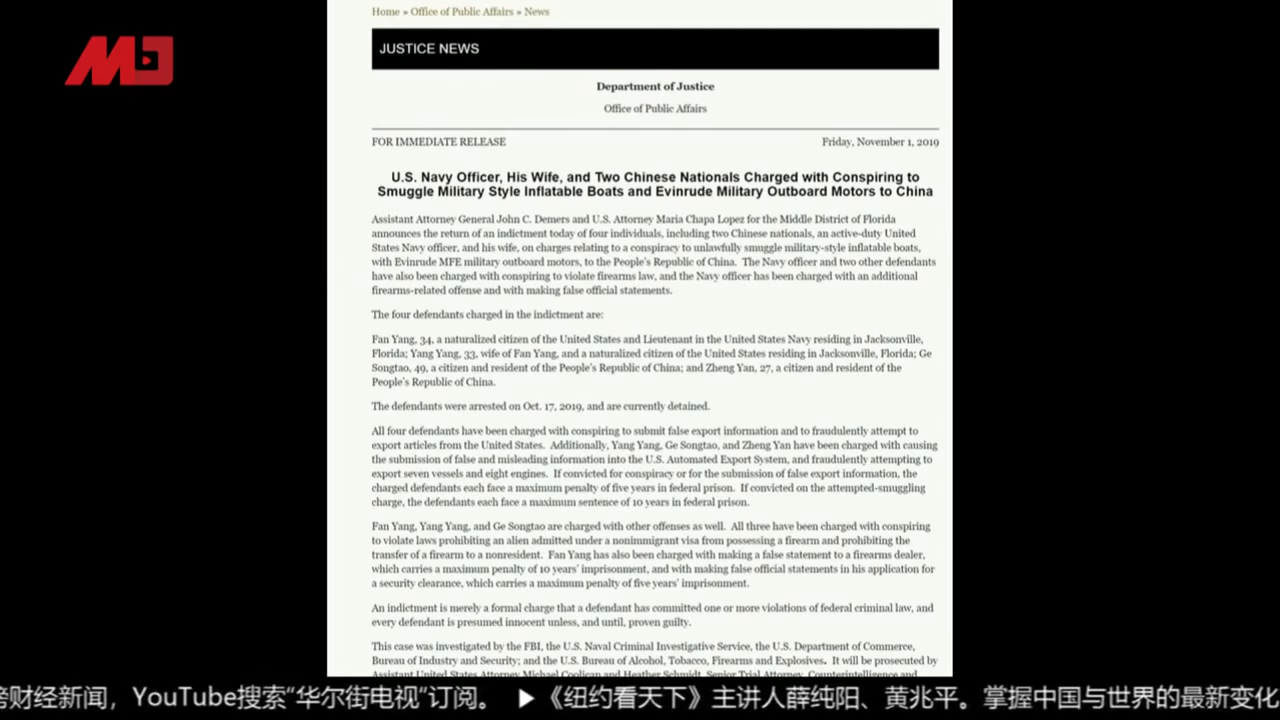 Home » Office of Public Affairs » News
MD
JUSTICE NEWS
Department of Justice
Office of Public Affairs
FOR IMMEDIATE RELEASE Friday, November 1, 2019
U.S. Navy Officer, His Wife, and Two Chinese Nationals Charged with Conspiring to
Smuggle Military Style Inflatable Boats and Evinrude Military Outboard Motors to China
Assistant Attorney General John C. Demers and U.S. Attorney Maria Chapa Lopez for the Middle District of Florida
announces the return of an indictment today of four individuals, including two Chinese nationals, an active-duty United
States Navy officer, and his wife, on charges relating to a conspiracy to unlawfully smuggle military-style inflatable boats,
with Evinrude MFE military outboard motors, to the People's Republic of China. The Navy officer and two other defendants
have also been charged with conspiring to violate firearms law, and the Navy officer has been charged with an additional
firearms-related offense and with making false official statements.
The four defendants charged in the indictment are:
Fan Yang, 34, a naturalized citizen of the United States and Lieutenant in the United States Navy residing in Jacksonville,
Florida; Yang Yang, 33, wife of Fan Yang, and a naturalized citizen of the United States residing in Jacksonville, Florida; Ge
Songtao, 49, a citizen and resident of the People's Republic of China; and Zheng Yan, 27, a citizen and resident of the
People's Republic of China.
The defendants were arrested on Oct. 17, 2019, and are currently detained.
All four defendants have been charged with conspiring to submit false export information and to fraudulently attempt to
export articles from the United States. Additionally, Yang Yang, Ge Songtao, and Zheng Yan have been charged with causing
the submission of false and misleading information into the U.S. Automated Export System, and fraudulently attempting to
export seven vessels and eight engines. If convicted for conspiracy or for the submission of false export information, the
charged defendants each face a maximum penalty of five years in federal prison. If convicted on the attempted-smuggling
charge, the defendants each face a maximum sentence of 10 years in federal prison.
Fan Yang, Yang Yang, and Ge Songtao are charged with other offenses as well. All three have been charged with conspiring
to violate laws prohibiting an alien admitted under a nonimmigrant visa from possessing a firearm and prohibiting the
transfer of a firearm to a nonresident. Fan Yang has also been charged with making a false statement to a firearms dealer,
which carries a maximum penalty of 10 years' imprisonment, and with making false official statements in his application for
a security clearance, which carries a maximum penalty of five years' imprisonment.
An indictment is merely a formal charge that a defendant has committed one or more violations of federal criminal law, and
every defendant is presumed innocent unless, and until, proven guilty.
This case was investigated by the FBI, the U.S. Naval Criminal Investigative Service, the U.S. Department of Commerce,
Bureau of Industry and Security; and the U.S. Bureau of Alcohol, Tobacco, Firearms and Explosives. It will be prosecuted by
Assistant United States Attorney Michael Coolican and Heather Schmidt, Senior Trial Attorney, Counterintelligence and
财经新闻，YouTube搜索“华尔街电视”订阅。 ▶《纽约看天下》主讲人薛纯阳、黄兆平。掌握中国与世界的最新变化